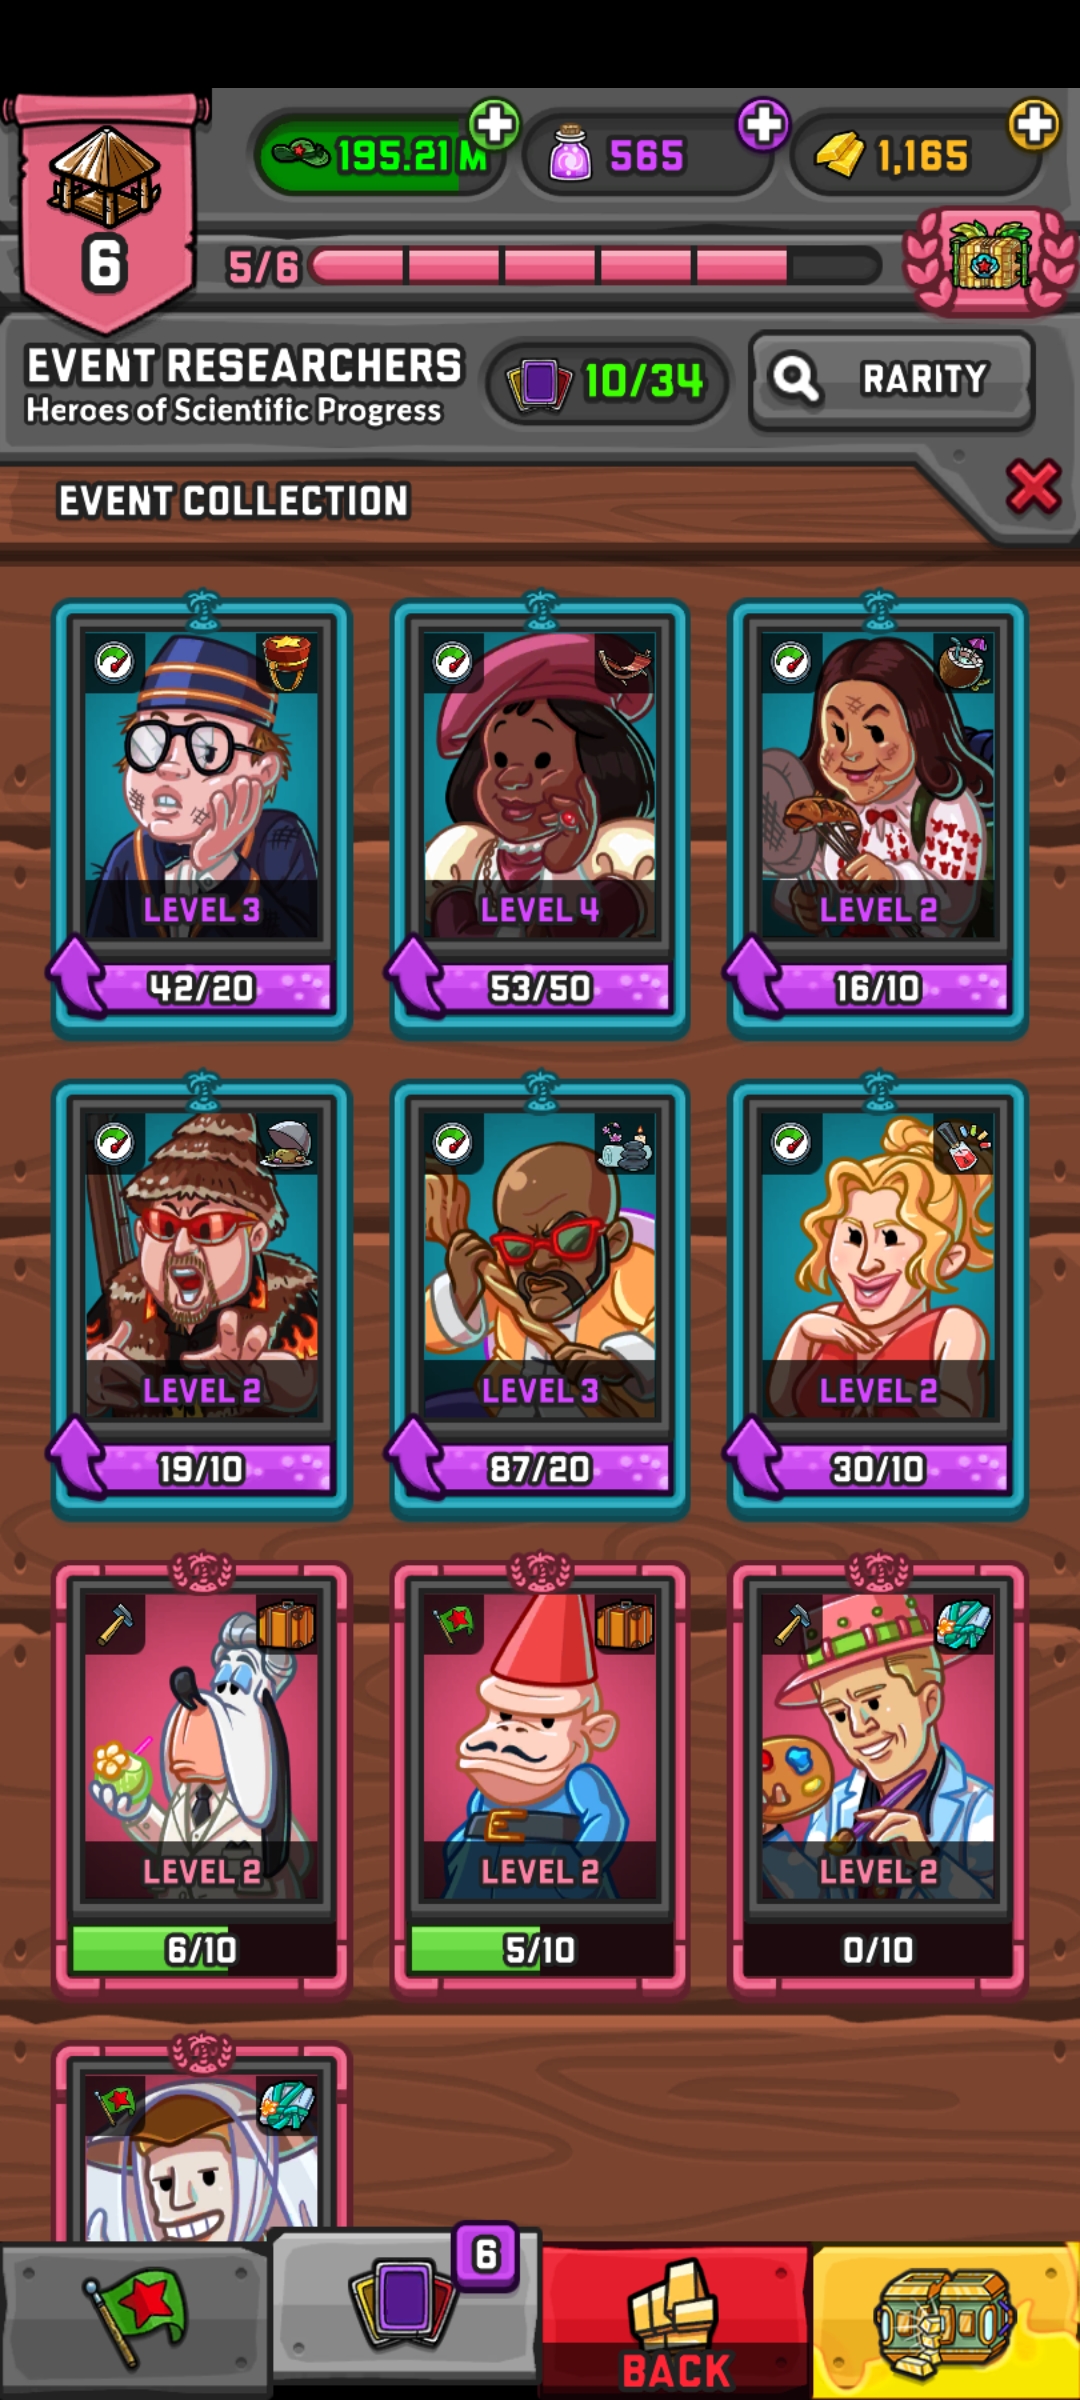 195.21 M
565
1,165
6
5/6
EVENT RESEARCHERS
Heroes of Scientific Progress
10/34
RARITY
EVENT COLLECTION
LEVEL 3
LEVEL 4
LEVEL 2
42/20
53/50
16/10
LEVEL 2
LEVEL 3
LEVEL 2
19/10
87/20
30/10
LEVEL 2
LEVEL 2
LEVEL 2
6/10
5/10
0/10
6
BACK